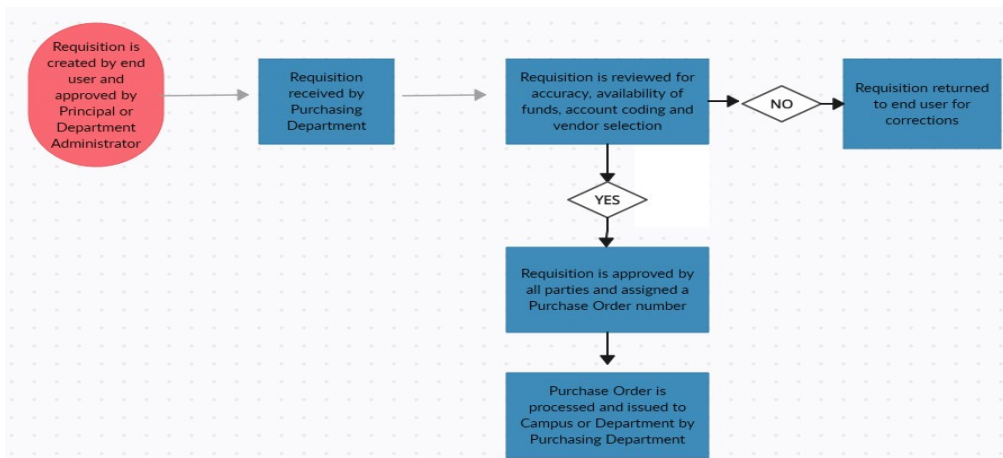 Requisition is
created by end
user and
approved by
Principal or
Department
Administrator
Requisition
received by
Purchasing
Department
Requisition is reviewed for
accuracy, availability of
funds, account coding and
vendor selection
NO
Requisition returned
to end user for
corrections
YES
Requisition is approved by
all parties and assigned a
Purchase Order number
Purchase Order is
processed and issued to
Campus or Department by
Purchasing Department